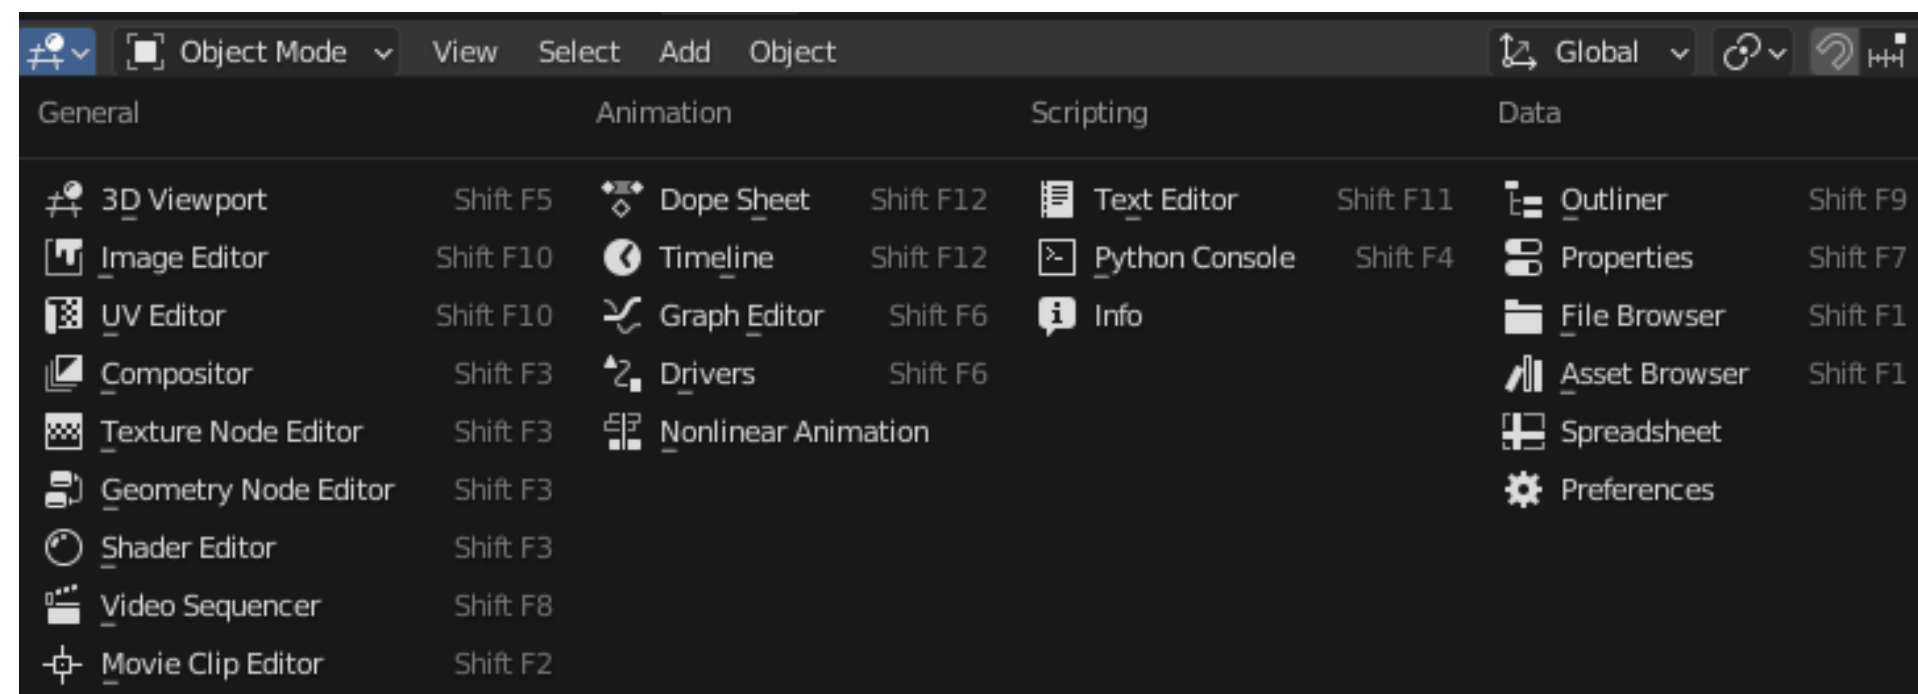 Object Mode View Select Add Object Global
General Animation Scripting Data
3D Viewport Shift F5 Dope Sheet Shift F12 Text Editor Shift F11 Outliner Shift F9
Image Editor Shift F10 Timeline Shift F12 Python Console Shift F4 Properties Shift F7
UV Editor Shift F10 Graph Editor Shift F6 Info File Browser Shift F1
Compositor Shift F3 Drivers Shift F6 Asset Browser Shift F1
Texture Node Editor Shift F3 Nonlinear Animation Spreadsheet
Geometry Node Editor Shift F3 Preferences
Shader Editor Shift F3
Video Sequencer Shift F8
Movie Clip Editor Shift F2